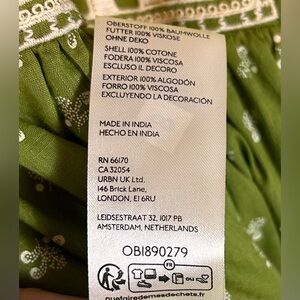 OBERSTOFF 100% BAUMWOLLE
FUTTER 100% VISKOSE
OHNE DEKO
SHELL 100% COTONE
FODERA 100% VISCOSA
ESCLUSO IL DECORO
EXTERIOR 100% ALGODÓN
FORRO 100% VISCOSA
EXCLUYENDO LA DECORACIÓN
MADE IN INDIA
HECHO EN INDIA
RN 66170
CA 32054
URBN UK Ltd.
146 Brick Lane,
LONDON, E1 6RU
LEIDSESTRAAT 32, 1017 PB
AMSTERDAM, NETHERLANDS
OB1890279
FR
OU
quefairedemesdechets.fr